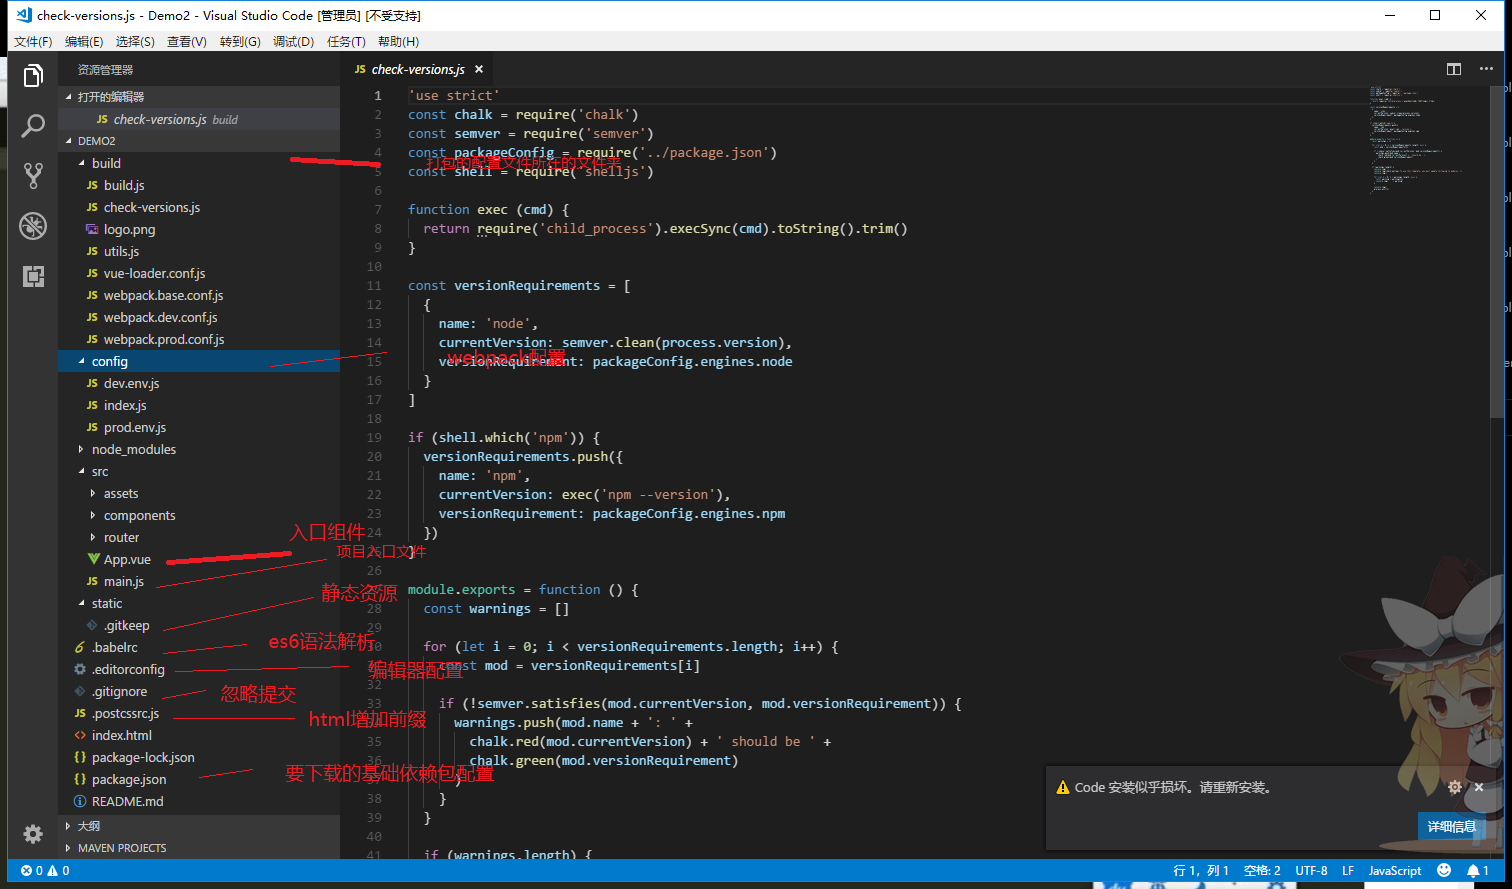 check-versions.js - Demo2 - Visual Studio Code [管理员] [不受支持]
文件(F) 编辑(E) 选择(S) 查看(V) 转到(G) 调试(D) 任务(T) 帮助(H)
资源管理器
打开的编辑器
JS check-versions.js build
DEMO2
build
JS build.js
JS check-versions.js
logo.png
JS utils.js
JS vue-loader.conf.js
JS webpack.base.conf.js
JS webpack.dev.conf.js
JS webpack.prod.conf.js
config
JS dev.env.js
JS index.js
JS prod.env.js
node_modules
src
assets
components
router
App.vue
JS main.js
static
.gitkeep
.babelrc
.editorconfig
.gitignore
JS .postcssrc.js
index.html
package-lock.json
package.json
README.md
大纲
MAVEN PROJECTS
打包的配置文件所在的文件夹
webpack配置
入口组件
项目入口文件
静态资源
es6语法解析
编辑器配置
忽略提交
html增加前缀
要下载的基础依赖包配置
JS check-versions.js
1 'use strict'
2 const chalk = require('chalk')
3 const semver = require('semver')
4 const packageConfig = require('../package.json')
5 const shell = require('shelljs')
6
7 function exec (cmd) {
8 return require('child_process').execSync(cmd).toString().trim()
9 }
10
11 const versionRequirements = [
12 {
13 name: 'node',
14 currentVersion: semver.clean(process.version),
15 versionRequirement: packageConfig.engines.node
16 }
17 ]
18
19 if (shell.which('npm')) {
20 versionRequirements.push({
21 name: 'npm',
22 currentVersion: exec('npm --version'),
23 versionRequirement: packageConfig.engines.npm
24 })
25 }
26
module.exports = function () {
28 const warnings = []
29
30 for (let i = 0; i < versionRequirements.length; i++) {
const mod = versionRequirements[i]
32
33 if (!semver.satisfies(mod.currentVersion, mod.versionRequirement)) {
34 warnings.push(mod.name + ': ' +
35 chalk.red(mod.currentVersion) + ' should be ' +
36 chalk.green(mod.versionRequirement)
)
38 }
39 }
40
41 if (warnings.length) {
Code 安装似乎损坏。请重新安装。
详细信息
0 0
行 1，列 1 空格: 2 UTF-8 LF JavaScript 1